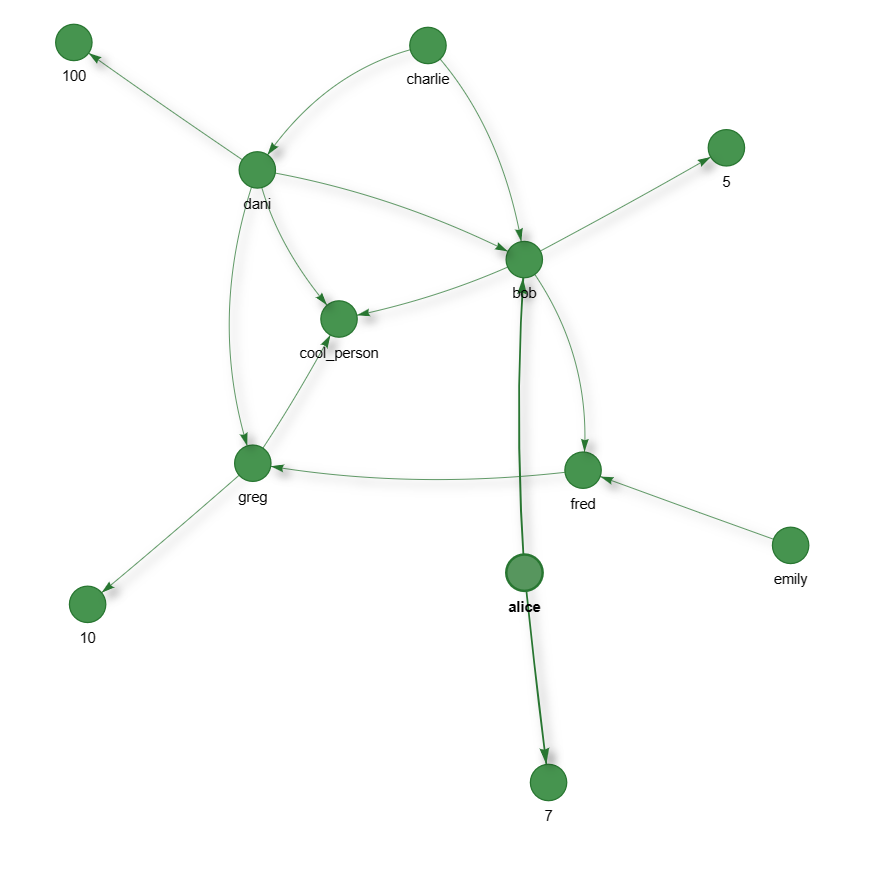 100
charlie
5
dani
bob
cool_person
greg
fred
emily
alice
10
7